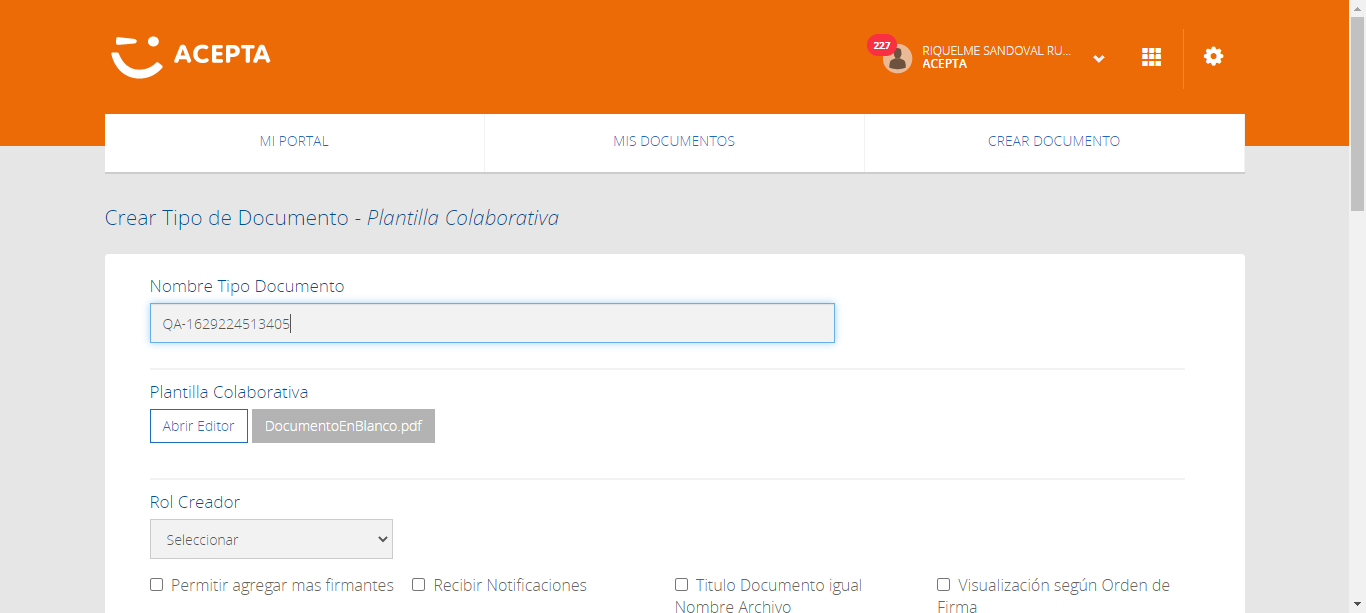 ACEPTA
227
RIQUELME SANDOVAL RU...
ACEPTA
MI PORTAL
MIS DOCUMENTOS
CREAR DOCUMENTO
Crear Tipo de Documento - Plantilla Colaborativa
Nombre Tipo Documento
QA-1629224513405
Plantilla Colaborativa
Abrir Editor
DocumentoEnBlanco.pdf
Rol Creador
Seleccionar
Permitir agregar mas firmantes
Recibir Notificaciones
Titulo Documento igual
Nombre Archivo
Visualización según Orden de
Firma